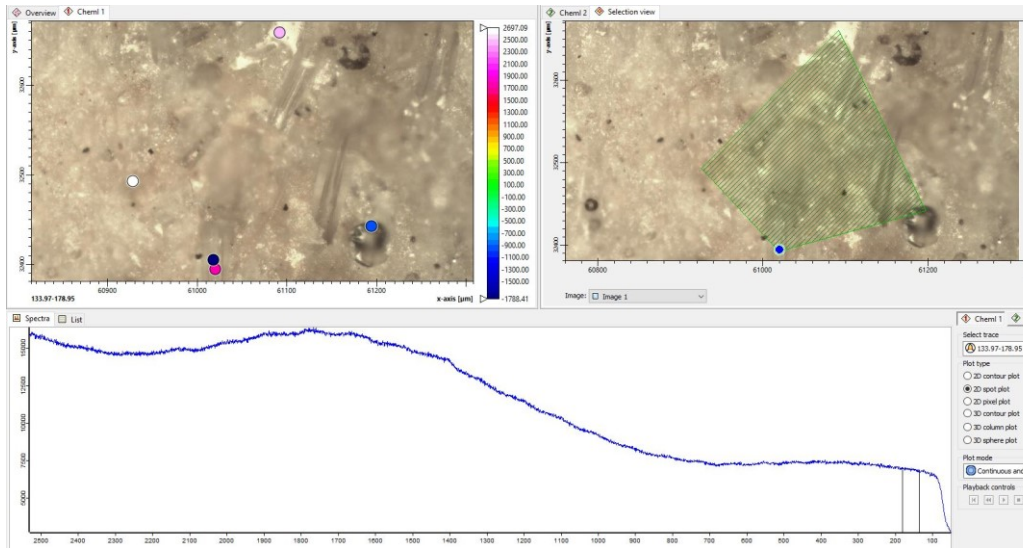 Overview Cheml 1
y-axis [µm]
32600
32500
32400
60900 61000 61100 61200
133.97-178.95 x-axis [µm]
2697.09
2500.00
2300.00
2100.00
1900.00
1700.00
1500.00
1300.00
1100.00
900.00
700.00
500.00
300.00
100.00
-100.00
-300.00
-500.00
-700.00
-900.00
-1100.00
-1300.00
-1500.00
-1788.41
Cheml 2 Selection view
y-axis [µm]
32600
32500
32400
60800 61000 61200
Image: Image 1
Spectra List
15000
12500
10000
7500
5000
2500 2400 2300 2200 2100 2000 1900 1800 1700 1600 1500 1400 1300 1200 1100 1000 900 800 700 600 500 400 300 200 100
Cheml 1
Select trace
133.97-178.95
Plot type
2D contour plot
2D spot plot
2D pixel plot
3D contour plot
3D column plot
3D sphere plot
Plot mode
Continuous and
Playback controls